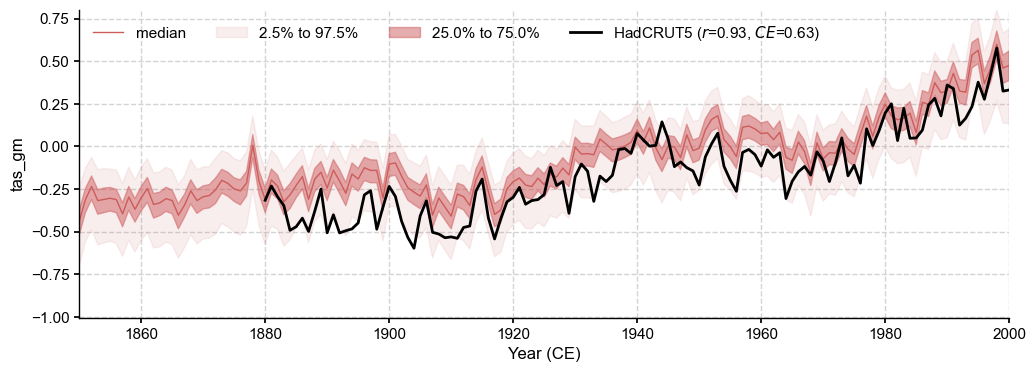 0.75
0.50
0.25
0.00
−0.25
−0.50
−0.75
−1.00
tas_gm
median
2.5% to 97.5%
25.0% to 75.0%
HadCRUT5 (r=0.93, CE=0.63)
1860
1880
1900
1920
1940
1960
1980
2000
Year (CE)